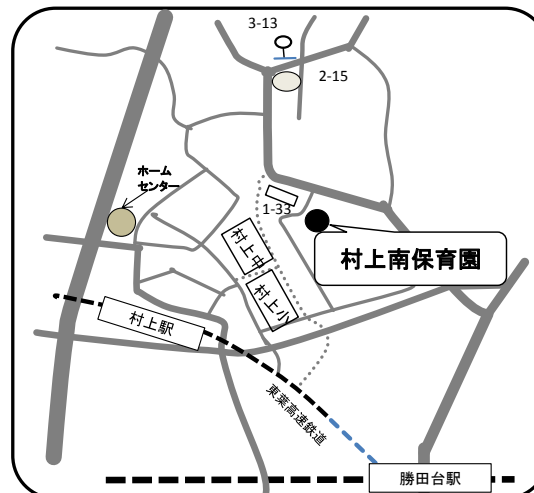 3-13
2-15
ホーム
センター
1-33
村上中
村上南保育園
村上小
村上駅
東葉高速鉄道
勝田台駅